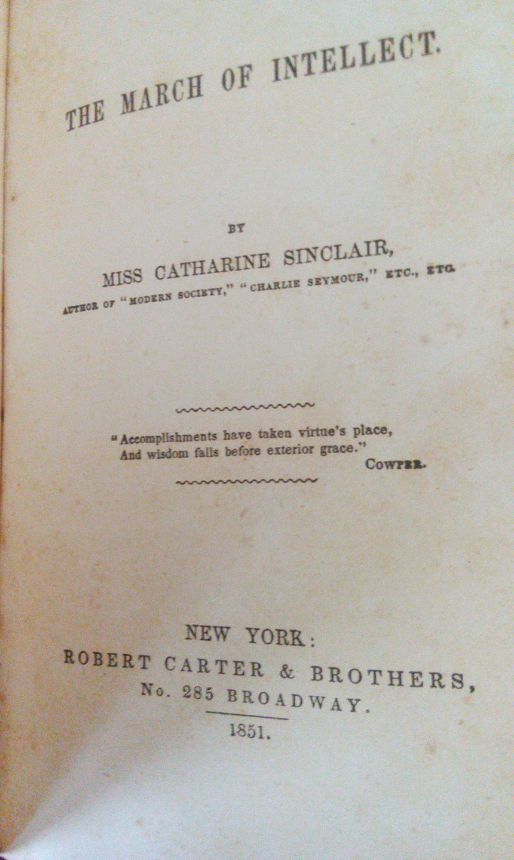 THE MARCH OF INTELLECT.
BY
MISS CATHARINE SINCLAIR,
AUTHOR OF "MODERN SOCIETY," "CHARLIE SEYMOUR," ETC., ETC.
"Accomplishments have taken virtue's place,
And wisdom falls before exterior grace."
COWPER.
NEW YORK:
ROBERT CARTER & BROTHERS,
No. 285 BROADWAY.
1851.